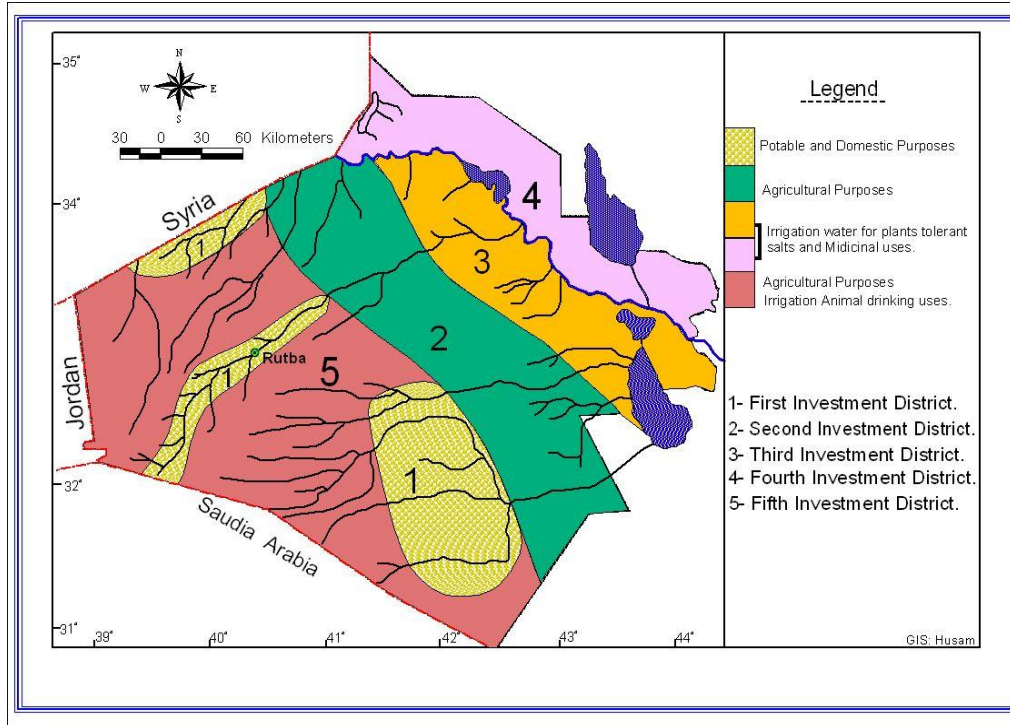 35°
N
W
E
S
30 0 30 60 Kilometers
34°
Syria
1
4
3
2
Rutba
1
5
Jordan
1
32°
Saudia Arabia
31°
39°
40°
41°
42°
43°
44°
Legend
Potable and Domestic Purposes
Agricultural Purposes
Irrigation water for plants tolerant
salts and Midicinal uses.
Agricultural Purposes
Irrigation Animal drinking uses.
1- First Investment District.
2- Second Investment District.
3- Third Investment District.
4- Fourth Investment District.
5- Fifth Investment District.
GIS: Husam